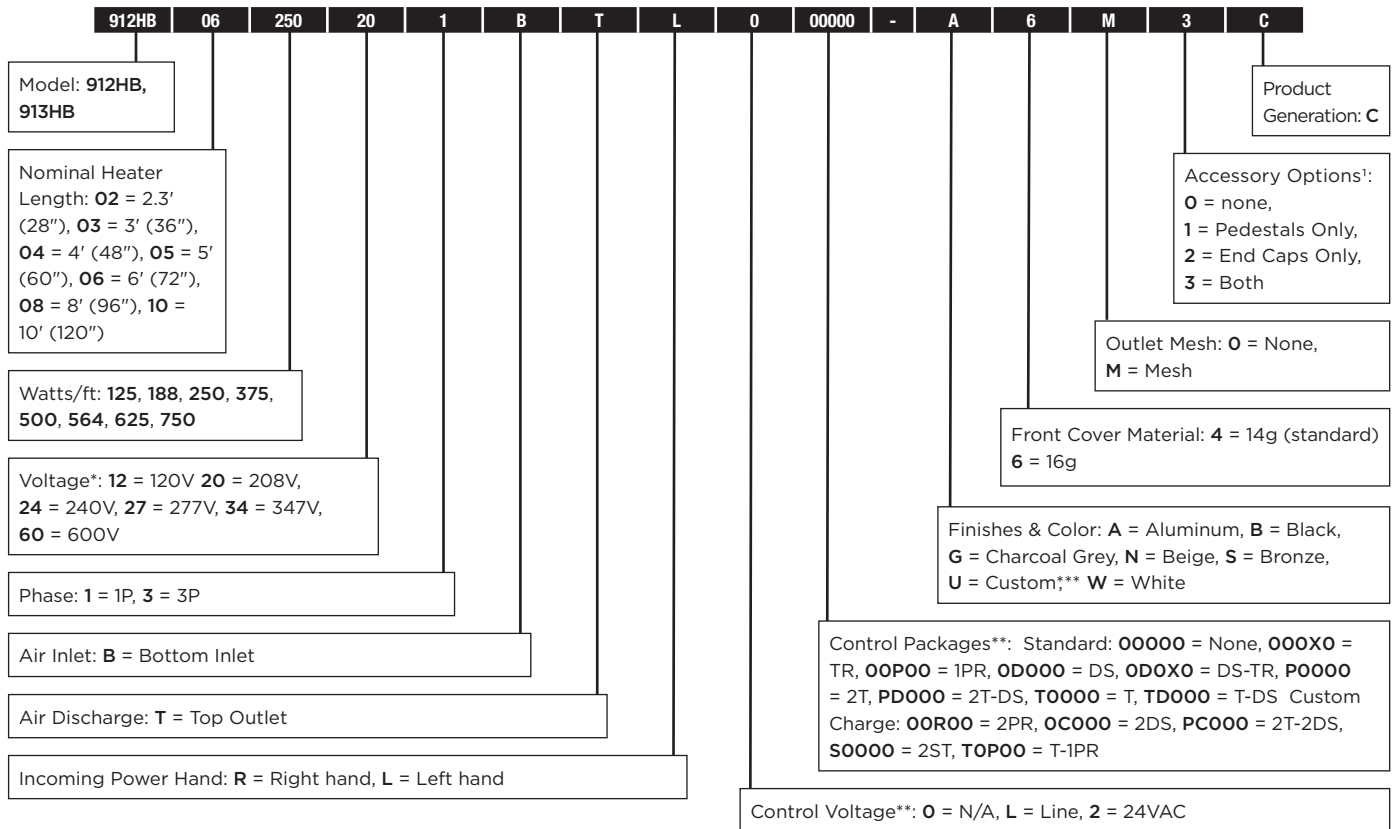 912HB 06 250 20 1 B T L 0 00000 - A 6 M 3 C
Model: 912HB,
913HB
Product
Generation: C
Nominal Heater
Length: 02 = 2.3'
(28"), 03 = 3' (36"),
04 = 4' (48"), 05 = 5'
(60"), 06 = 6' (72"),
08 = 8' (96"), 10 =
10' (120")
Accessory Options¹:
0 = none,
1 = Pedestals Only,
2 = End Caps Only,
3 = Both
Outlet Mesh: 0 = None,
M = Mesh
Watts/ft: 125, 188, 250, 375,
500, 564, 625, 750
Front Cover Material: 4 = 14g (standard)
6 = 16g
Voltage*: 12 = 120V 20 = 208V,
24 = 240V, 27 = 277V, 34 = 347V,
60 = 600V
Finishes & Color: A = Aluminum, B = Black,
G = Charcoal Grey, N = Beige, S = Bronze,
U = Custom,*** W = White
Phase: 1 = 1P, 3 = 3P
Air Inlet: B = Bottom Inlet
Control Packages**: Standard: 00000 = None, 000X0 =
TR, 00P00 = 1PR, 0D000 = DS, 0D0X0 = DS-TR, P0000
= 2T, PD000 = 2T-DS, T0000 = T, TD000 = T-DS Custom
Charge: 00R00 = 2PR, 0C000 = 2DS, PC000 = 2T-2DS,
S0000 = 2ST, T0P00 = T-1PR
Air Discharge: T = Top Outlet
Incoming Power Hand: R = Right hand, L = Left hand
Control Voltage**: 0 = N/A, L = Line, 2 = 24VAC